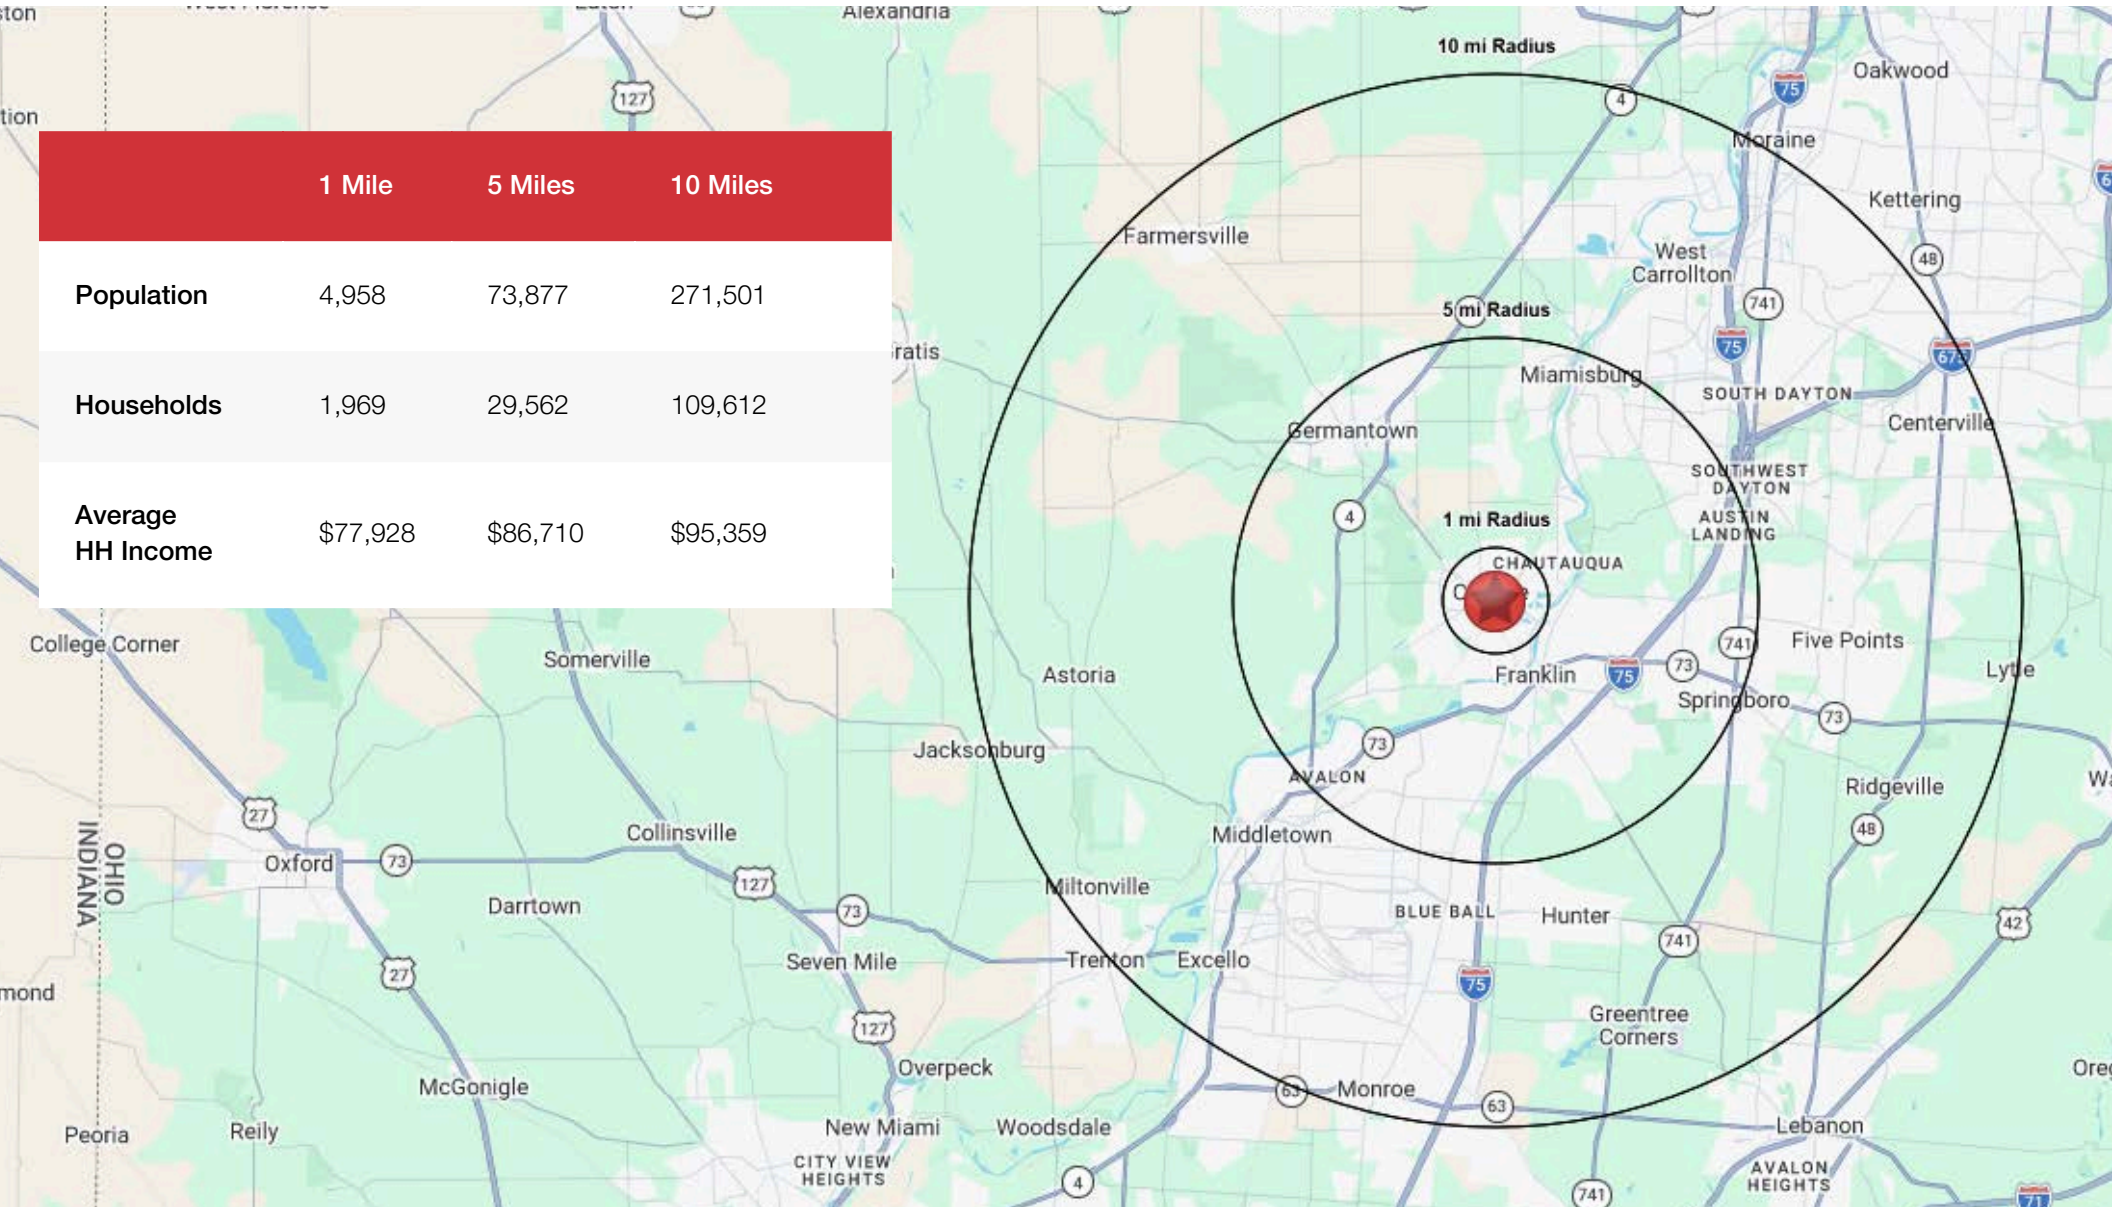 Alexandria
10 mi Radius
Oakwood
127
4
75
Moraine
1 Mile 5 Miles 10 Miles
Kettering
Farmersville
West
Carrollton
48
Population 4,958 73,877 271,501
741
5 mi Radius
75
675
Miamisburg
SOUTH DAYTON
Households 1,969 29,562 109,612
Centerville
Germantown
SOUTHWEST
DAYTON
4
1 mi Radius
AUSTIN
LANDING
Average
HH Income $77,928 $86,710 $95,359
CHAUTAUQUA
College Corner
Somerville
741
Five Points
Astoria
Franklin
75
73
Lytle
Springboro
73
Jacksonburg
73
AVALON
Ridgeville
27
OHIO
INDIANA
Collinsville
Middletown
48
Oxford
73
127
Miltonville
Darrtown
73
BLUE BALL
Hunter
42
741
Seven Mile
Trenton
Excello
27
75
127
Greentree
Corners
Overpeck
McGonigle
63
Monroe
63
Peoria
Reily
New Miami
Woodsdale
Lebanon
CITY VIEW
HEIGHTS
AVALON
HEIGHTS
4
741
71